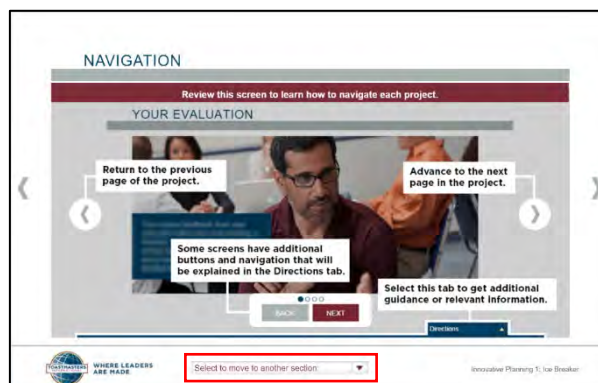 NAVIGATION
Review this screen to learn how to navigate each project.
YOUR EVALUATION
Return to the previous
page of the project.
Advance to the next
page in the project.
Some screens have additional
buttons and navigation that will
be explained in the Directions tab.
Select this tab to get additional
guidance or relevant information.
BACK
NEXT
Directions
TOASTMASTERS
WHERE LEADERS
ARE MADE
Select to move to another section:
Innovative Planning 1: Ice Breaker